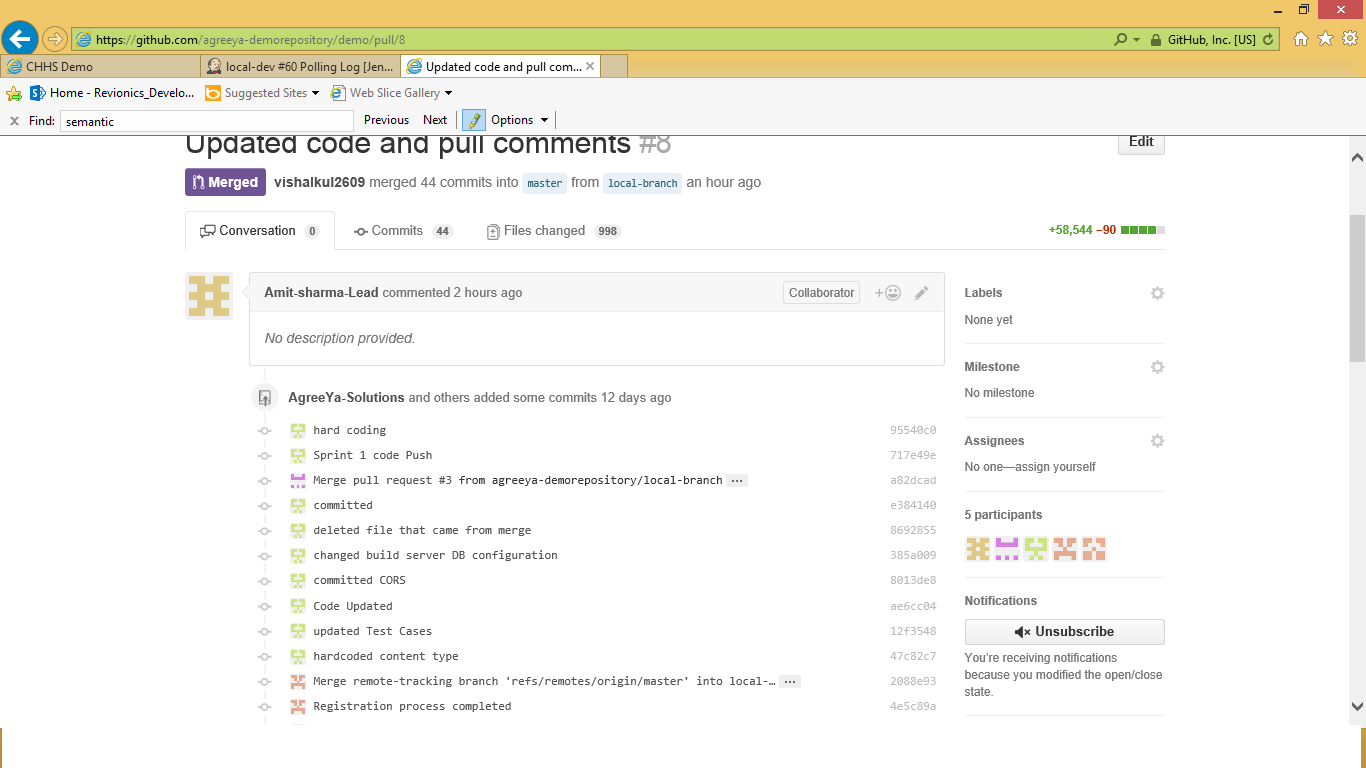 https://github.com/agreeya-demorepository/demo/pull/8
GitHub, Inc. [US]
CHHS Demo
local-dev #60 Polling Log [Jen...
Updated code and pull com...
Home - Revionics_Develo...
Suggested Sites
Web Slice Gallery
Find:
semantic
Previous
Next
Options
Updated code and pull comments #8
Edit
Merged
vishalkul2609 merged 44 commits into master from local-branch an hour ago
Conversation 0
Commits 44
Files changed 998
+58,544 −90
Amit-sharma-Lead commented 2 hours ago
Collaborator
No description provided.
AgreeYa-Solutions and others added some commits 12 days ago
hard coding 95540c0
Sprint 1 code Push 717e49e
Merge pull request #3 from agreeya-demorepository/local-branch … a82dcad
committed e384140
deleted file that came from merge 8692855
changed build server DB configuration 385a009
committed CORS 8013de8
Code Updated ae6cc04
updated Test Cases 12f3548
hardcoded content type 47c82c7
Merge remote-tracking branch 'refs/remotes/origin/master' into local-… … 2088e93
Registration process completed 4e5c89a
Labels
None yet
Milestone
No milestone
Assignees
No one—assign yourself
5 participants
Notifications
Unsubscribe
You’re receiving notifications
because you modified the open/close
state.